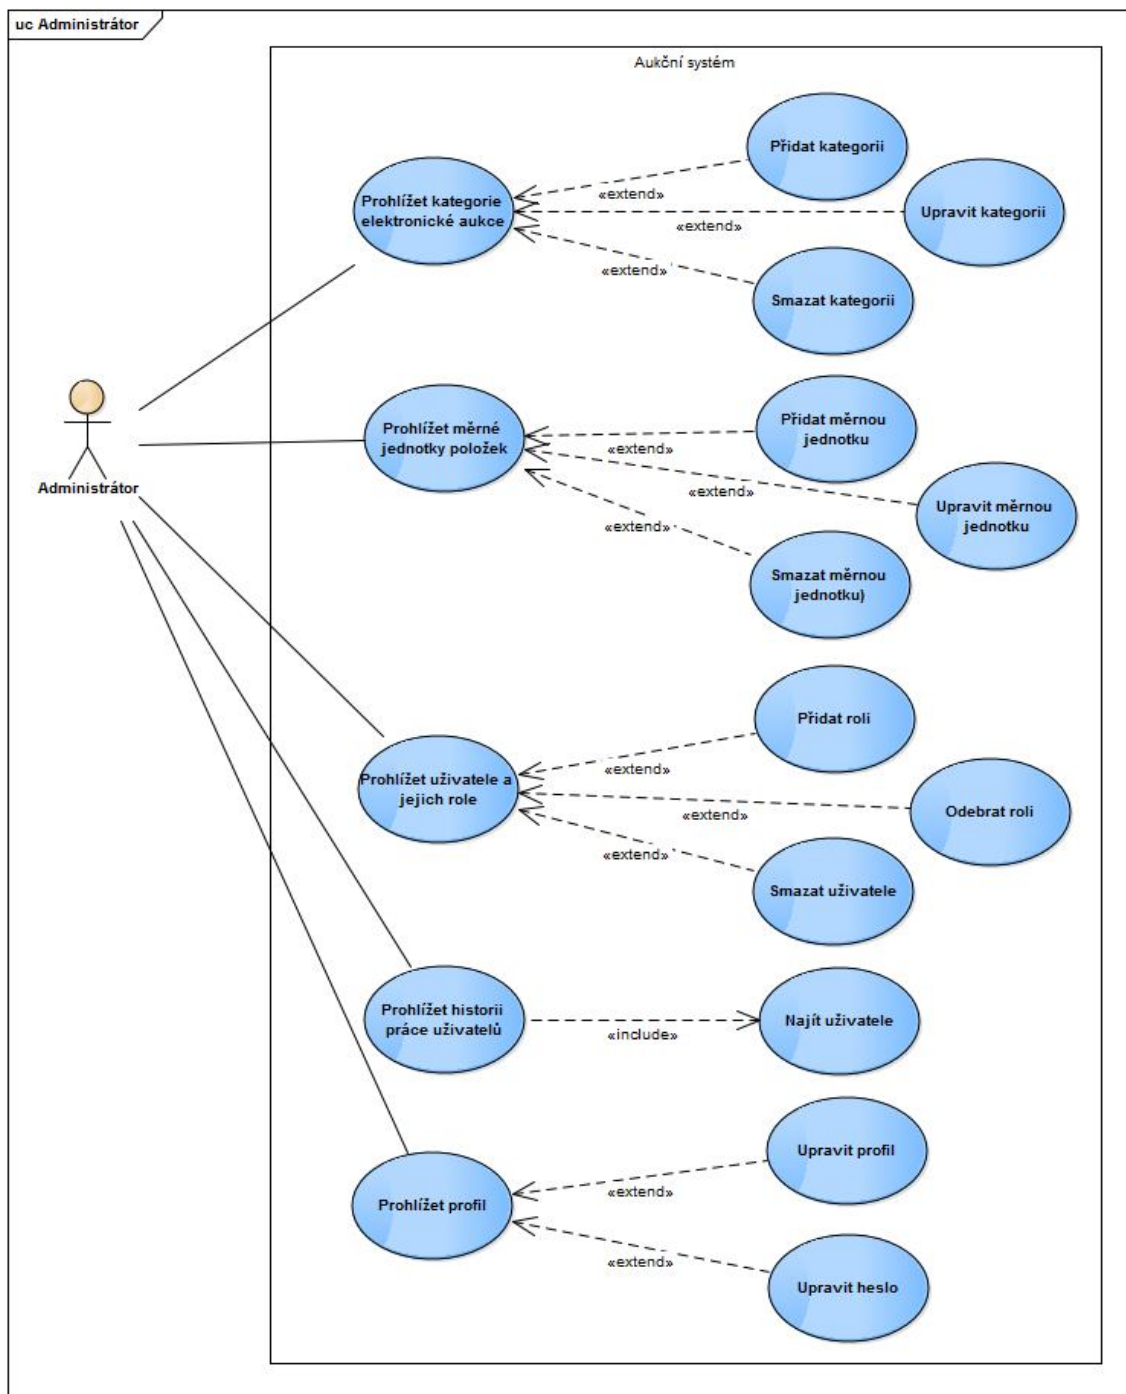 uc Administrátor
Aukční systém
Přidat kategorii
Prohlížet kategorie
elektronické aukce
«extend»
Upravit kategorii
«extend»
«extend»
Smazat kategorii
Administrátor
Prohlížet měrné
jednotky položek
Přidat měrnou
jednotku
«extend»
«extend»
Upravit měrnou
jednotku
«extend»
Smazat měrnou
jednotku)
Přidat roli
Prohlížet uživatele a
jejich role
«extend»
«extend»
Odebrat roli
«extend»
Smazat uživatele
Prohlížet historii
práce uživatelů
«include»
Najít uživatele
Upravit profil
Prohlížet profil
«extend»
«extend»
Upravit heslo